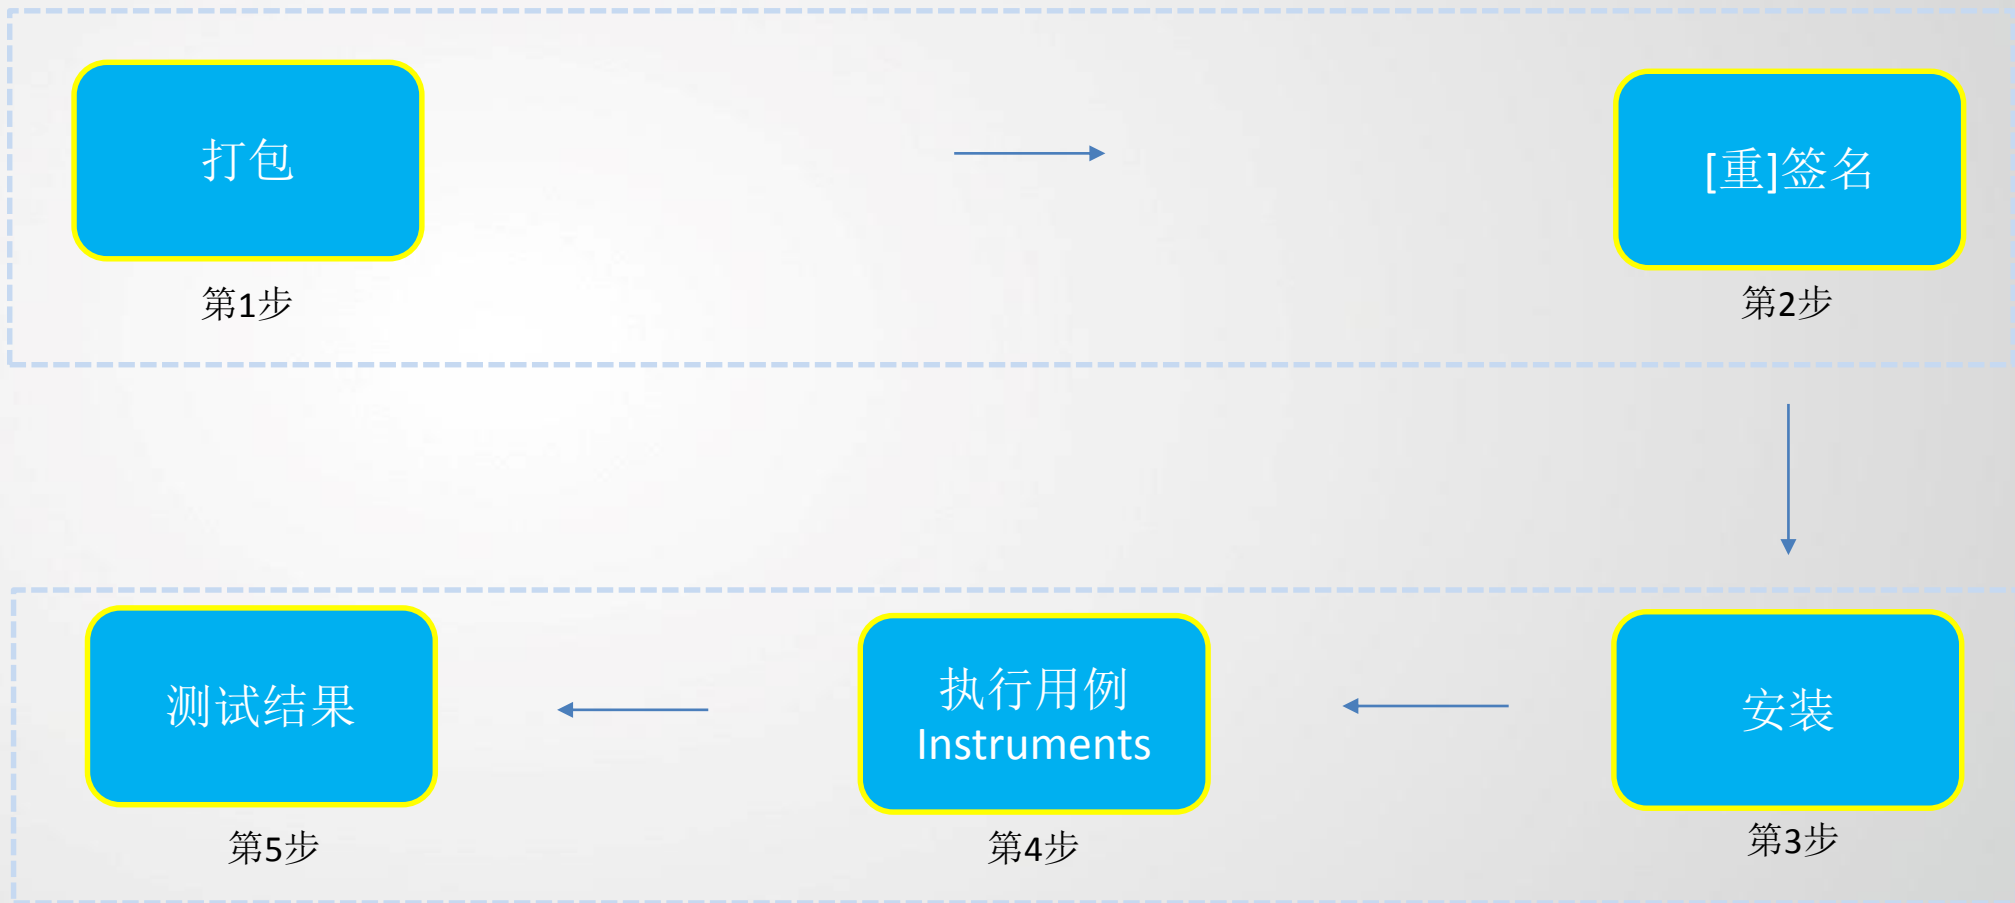 打包
[重]签名
第1步
第2步
测试结果
执行用例
Instruments
安装
第5步
第4步
第3步